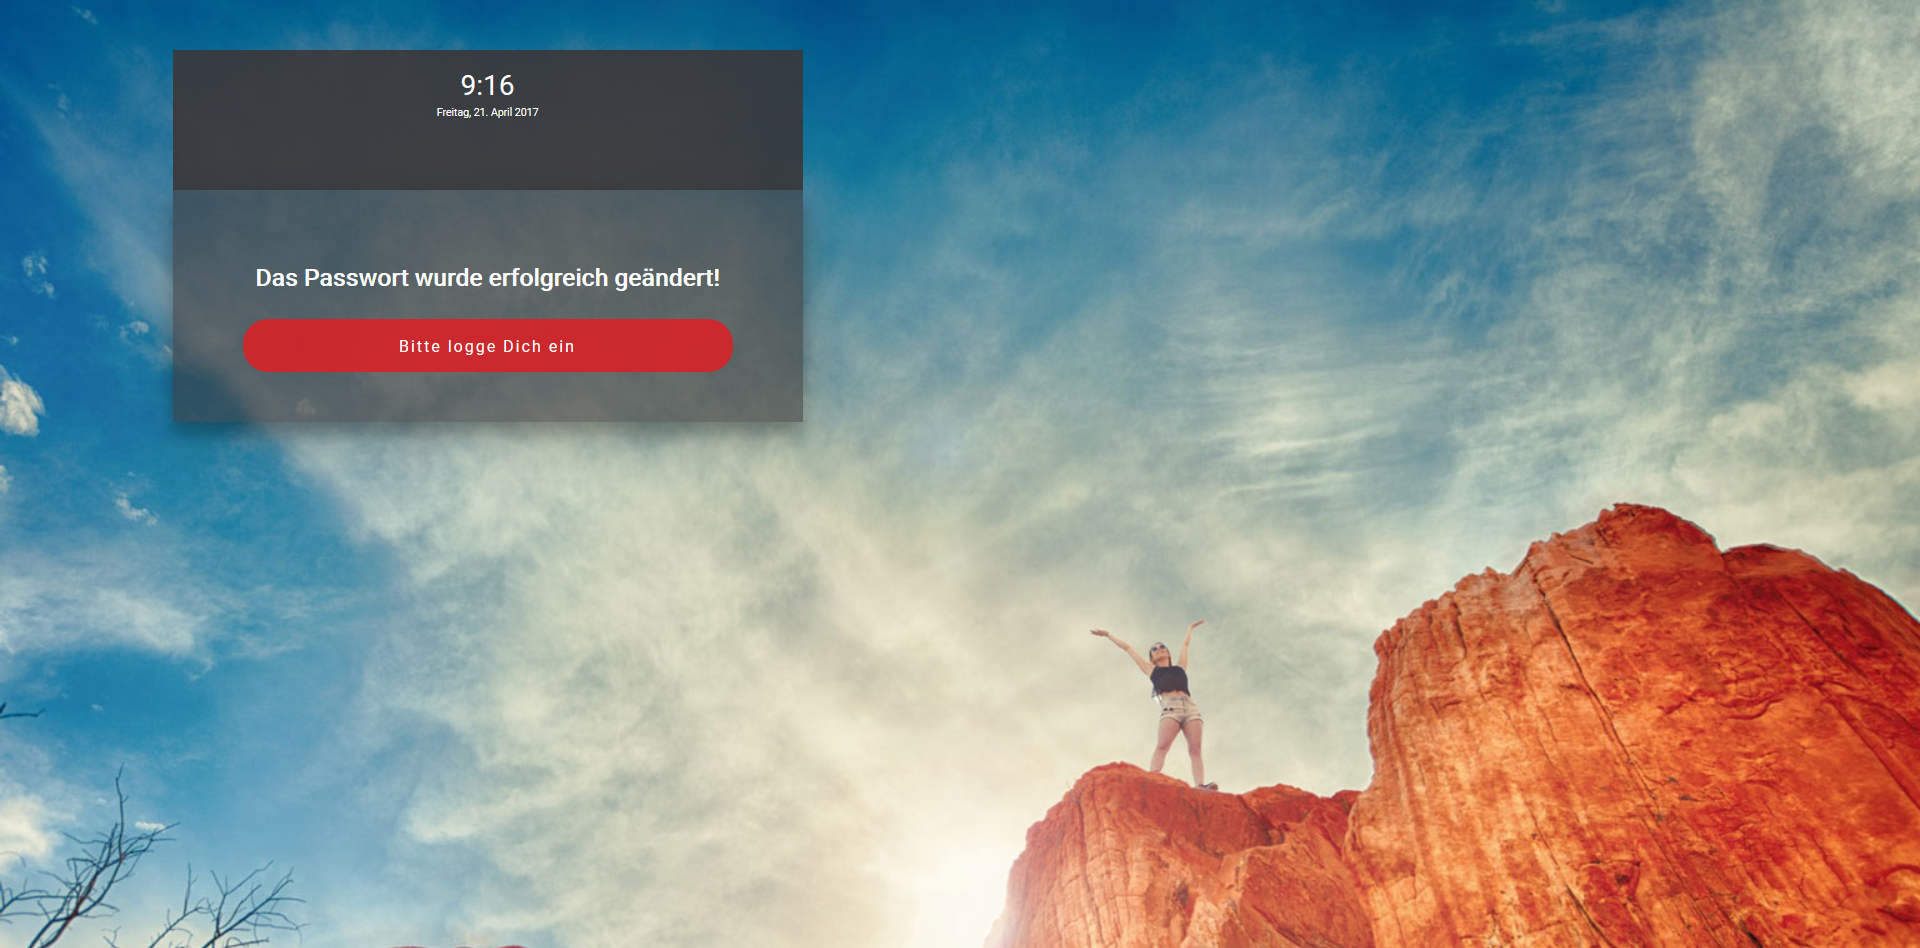 9:16
Freitag, 21. April 2017
Das Passwort wurde erfolgreich geändert!
Bitte logge Dich ein